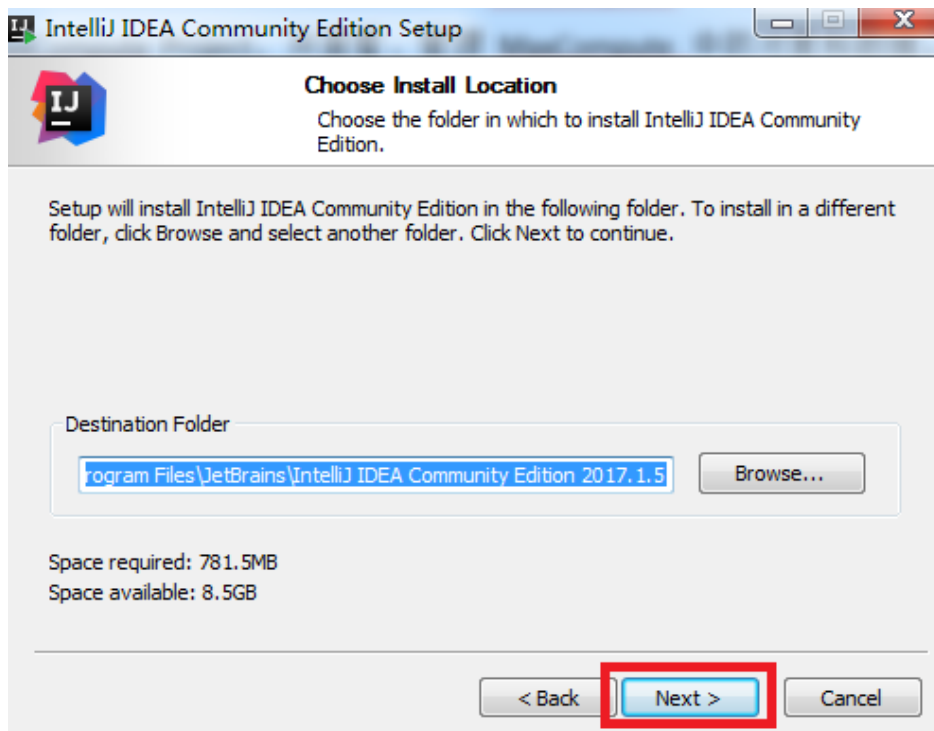 IntelliJ IDEA Community Edition Setup
IJ
Choose Install Location
Choose the folder in which to install IntelliJ IDEA Community
Edition.
Setup will install IntelliJ IDEA Community Edition in the following folder. To install in a different
folder, click Browse and select another folder. Click Next to continue.
Destination Folder
rogram Files\JetBrains\IntelliJ IDEA Community Edition 2017.1.5
Browse...
Space required: 781.5MB
Space available: 8.5GB
< Back
Next >
Cancel